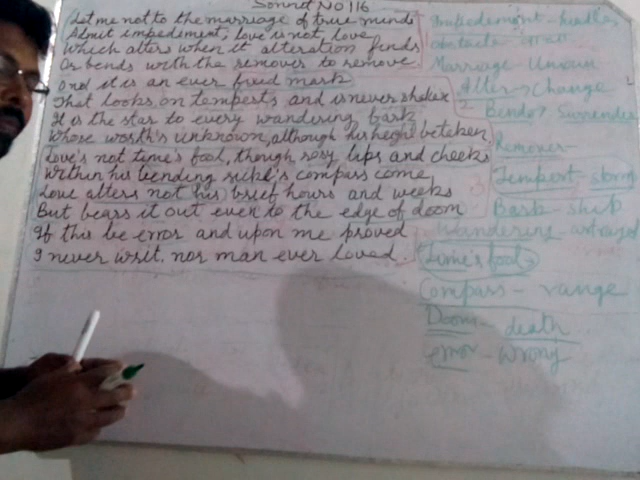 Sonnet No 116
Let me not to the marriage of true minds
Admit impediment, love is not, love
Which alters when it alteration finds
Or bends with the remover to remove
O no! it is an ever fixed mark
That looks on tempests and is never shaken
It is the star to every wandering bark
Whose worth's unknown, although his height be taken
Love's not time's fool, though rosy lips and cheeks
Within his bending sickle's compass come
Love alters not his brief hours and weeks
But bears it out even to the edge of doom
If this be error and upon me proved
I never writ. nor man ever loved.
Impediment - hurdles
obstacle
Marriage Union
Alter → Change
Bends → Surrender
Remover -
Tempest storm
Bark - ship
Wandering - astrayed
Time's fool →
Compass - range
Doom - death
error - wrong